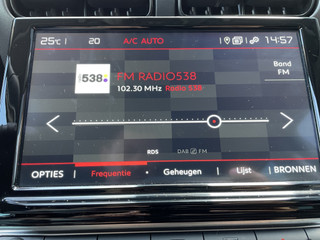 25°C 20 A/C AUTO 14:57
538
FM RADIO538
Band
FM
102.30 MHz Radio 538
RDS DAB FM
OPTIES Frequentie Geheugen Lijst BRONNEN